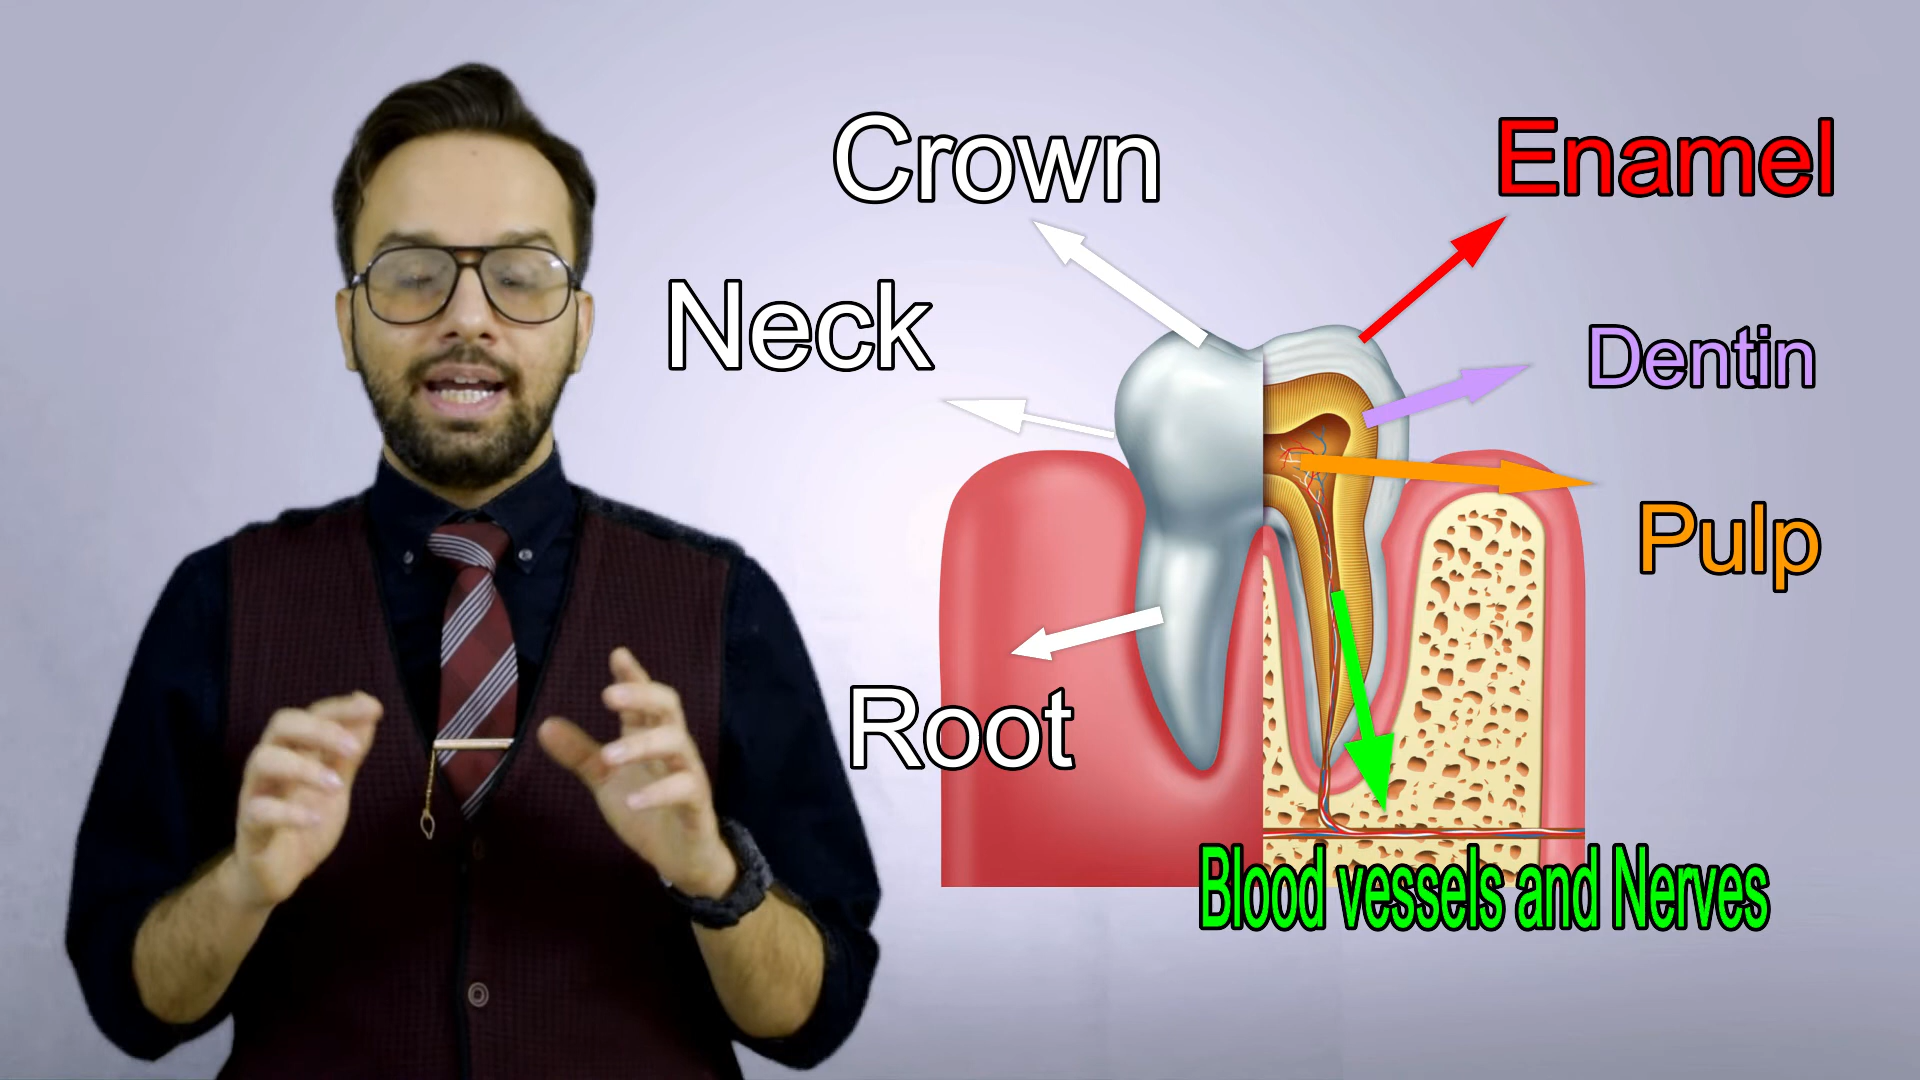 Crown
Enamel
Neck
Dentin
Pulp
Root
Blood vessels and Nerves